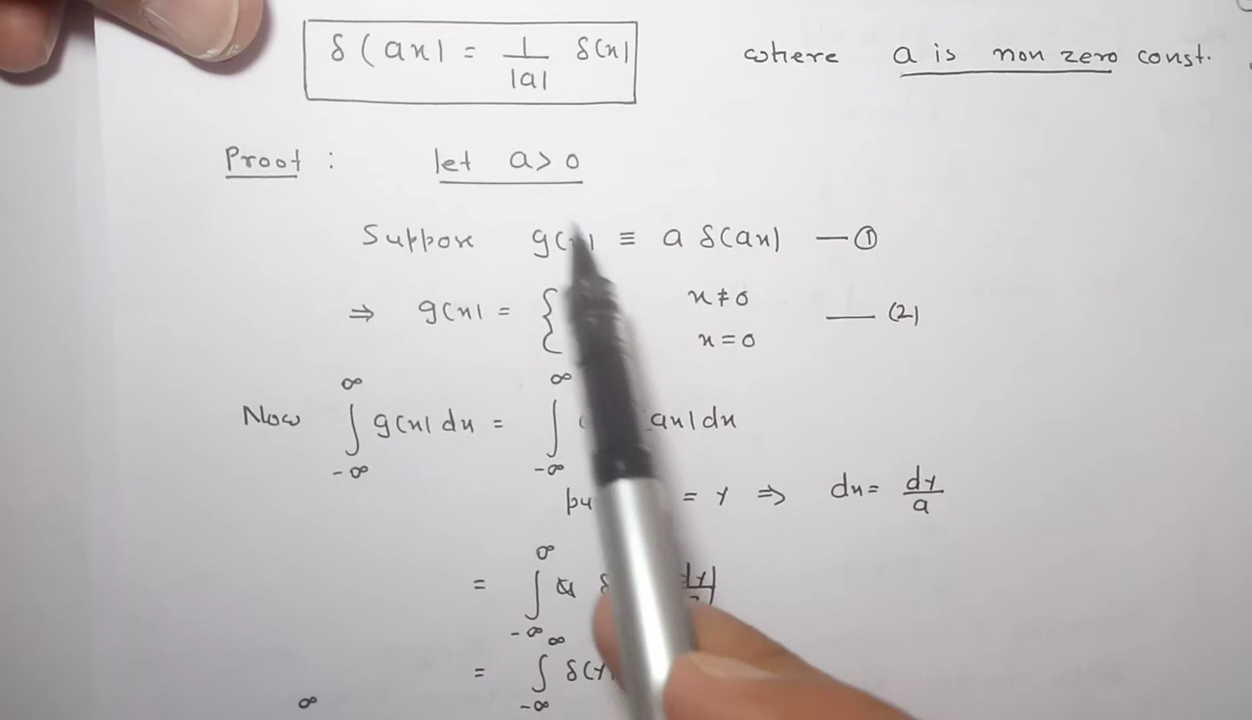 δ(ax) = 1/|a| δ(x) where a is non zero const.
Proof : let a > 0
Suppose g(x) ≡ a δ(ax) — ①
⇒ g(x) = { x ≠ 0 — (2)
x = 0
Now ∫_{-∞}^{∞} g(x) dx = ∫_{-∞}^{∞} ax) dx
= y ⇒ dx = dy/a
= ∫_{-∞}^{∞} a δ dy/a
= ∫_{-∞}^{∞} δ(y
∞